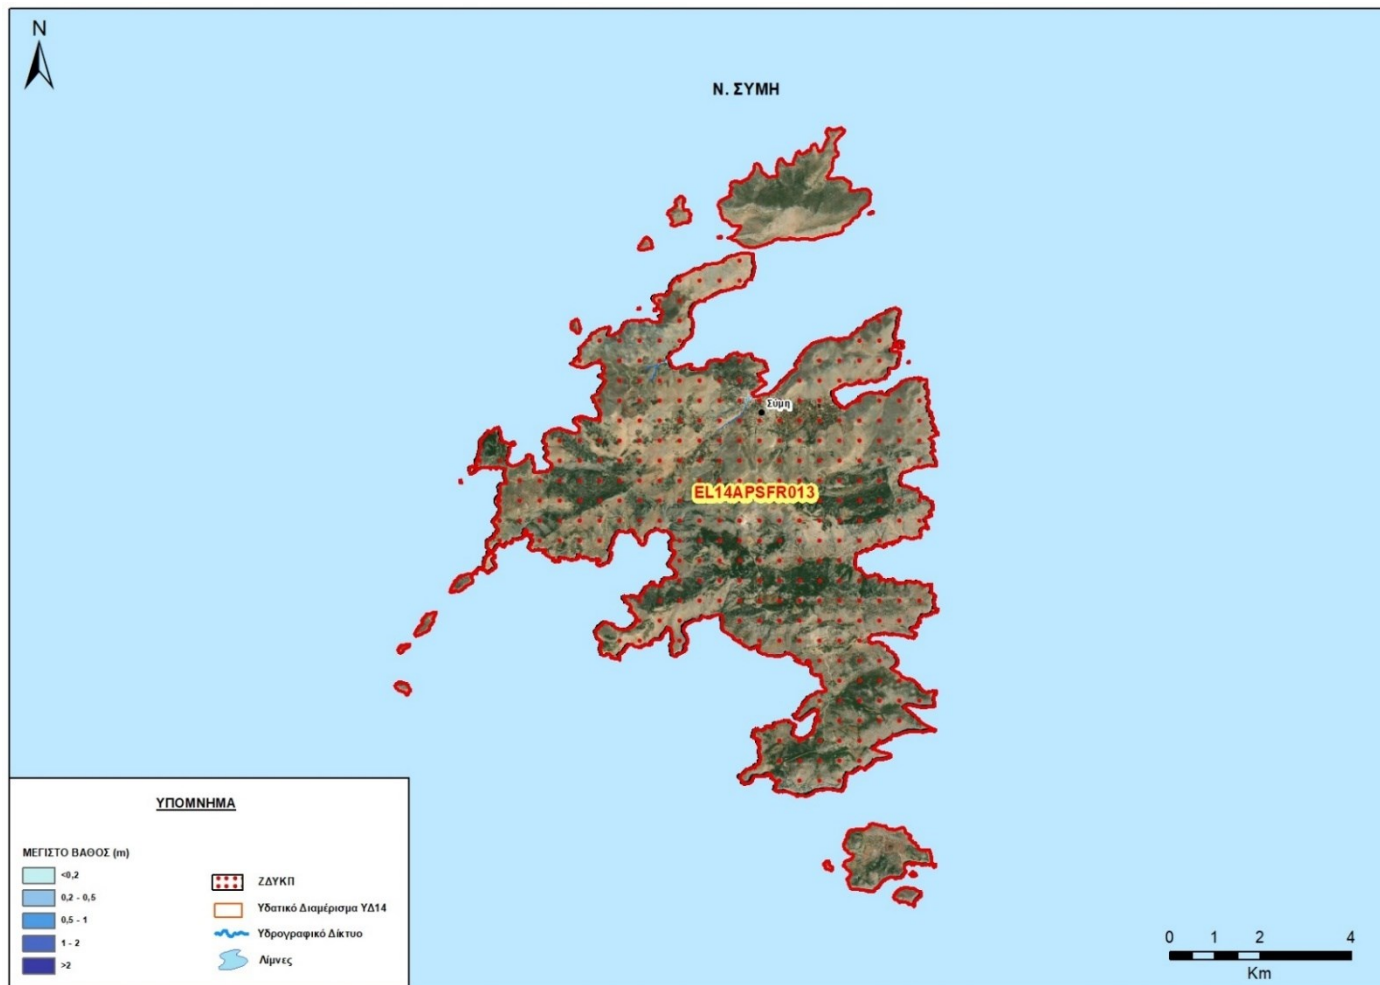 N
Ν. ΣΥΜΗ
Σύμη
EL14APSFR013
ΥΠΟΜΝΗΜΑ
ΜΕΓΙΣΤΟ ΒΑΘΟΣ (m)
<0,2
0,2 - 0,5
0,5 - 1
1 - 2
>2
ΖΔΥΚΠ
Υδατικό Διαμέρισμα ΥΔ14
Υδρογραφικό Δίκτυο
Λίμνες
0 1 2 4
Km